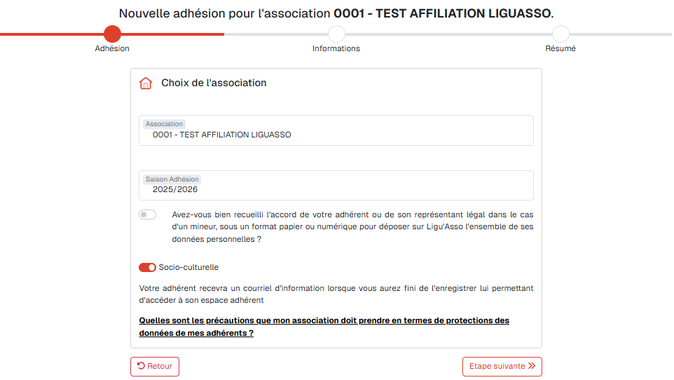 Nouvelle adhésion pour l'association 0001 - TEST AFFILIATION LIGUASSO.
Adhésion
Informations
Résumé
Choix de l'association
Association
0001 - TEST AFFILIATION LIGUASSO
Saison Adhésion
2025/2026
Avez-vous bien recueilli l'accord de votre adhérent ou de son représentant légal dans le cas
d'un mineur, sous un format papier ou numérique pour déposer sur Ligu'Asso l'ensemble de ses
données personnelles ?
Socio-culturelle
Votre adhérent recevra un courriel d'information lorsque vous aurez fini de l'enregistrer lui permettant
d'accéder à son espace adhérent
Quelles sont les précautions que mon association doit prendre en termes de protections des
données de mes adhérents ?
Retour
Etape suivante